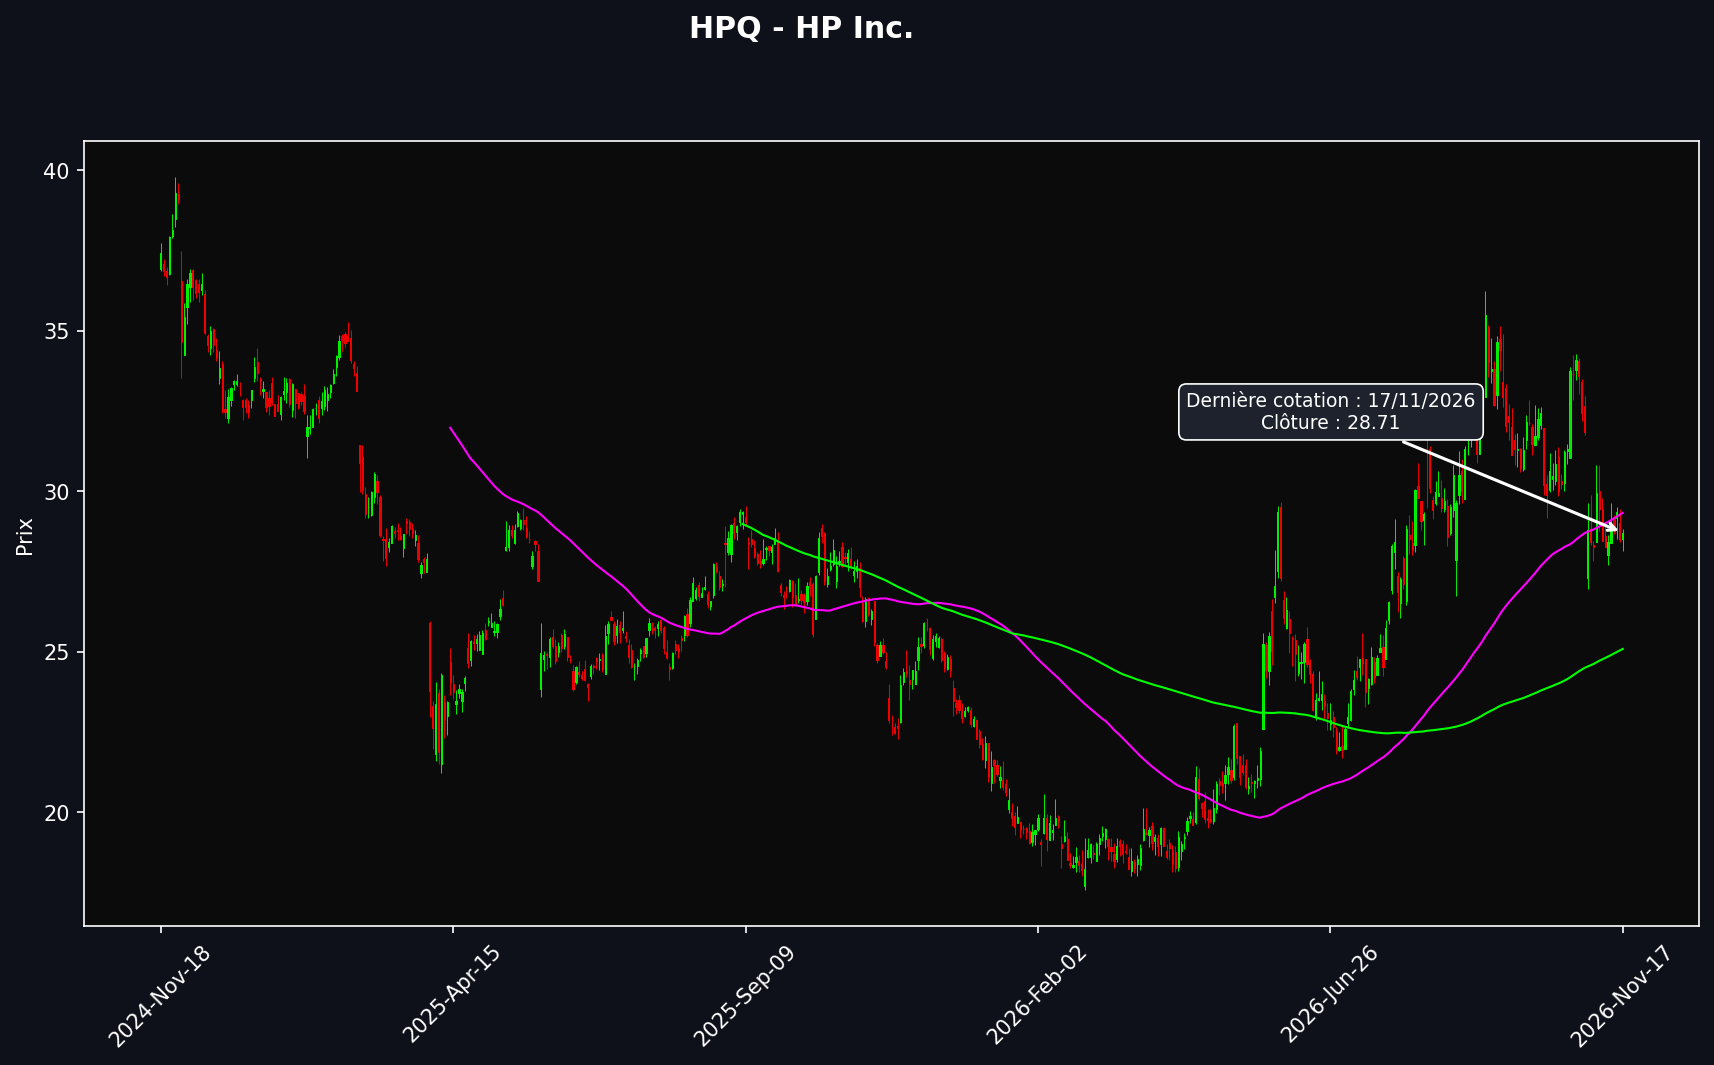 HPQ - HP Inc.
40
35
30
25
20
Prix
Dernière cotation : 17/11/2026
Clôture : 28.71
2024-Nov-18
2025-Apr-15
2025-Sep-09
2026-Feb-02
2026-Jun-26
2026-Nov-17